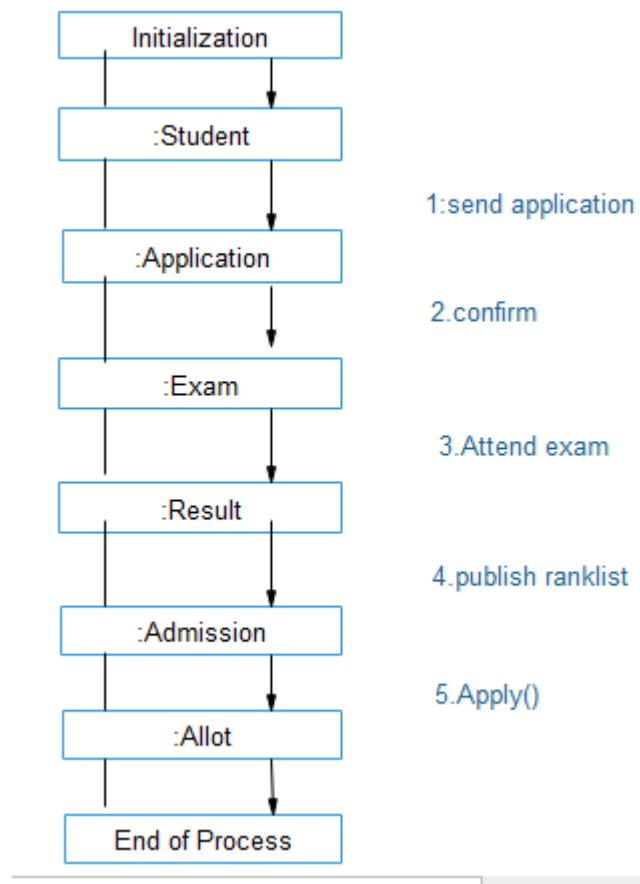 Initialization
:Student
1:send application
:Application
2.confirm
:Exam
3.Attend exam
:Result
4.publish ranklist
:Admission
5.Apply()
:Allot
End of Process